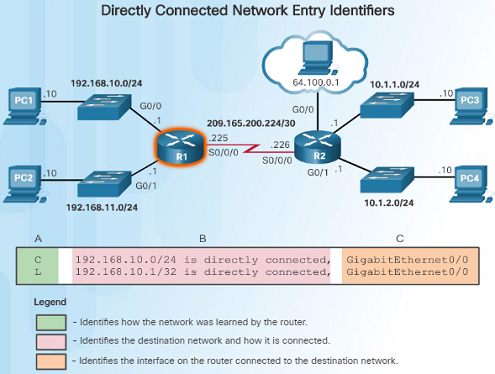 Directly Connected Network Entry Identifiers
64.100.0.1
192.168.10.0/24
10.1.1.0/24
.10
PC1
G0/0
.1
G0/0
.1
.10
PC3
209.165.200.224/30
.225
.226
R1
S0/0/0
S0/0/0
R2
.10
PC2
.1
G0/1
G0/1
.1
.10
PC4
192.168.11.0/24
10.1.2.0/24
A B C
C 192.168.10.0/24 is directly connected, GigabitEthernet0/0
L 192.168.10.1/32 is directly connected, GigabitEthernet0/0
Legend
- Identifies how the network was learned by the router.
- Identifies the destination network and how it is connected.
- Identifies the interface on the router connected to the destination network.